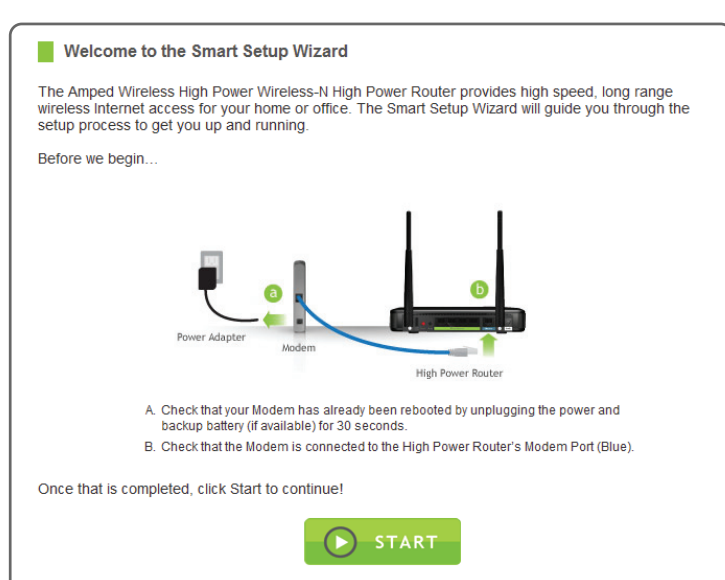 Welcome to the Smart Setup Wizard
The Amped Wireless High Power Wireless-N High Power Router provides high speed, long range
wireless Internet access for your home or office. The Smart Setup Wizard will guide you through the
setup process to get you up and running.
Before we begin…
a
b
Power Adapter
Modem
High Power Router
A. Check that your Modem has already been rebooted by unplugging the power and
backup battery (if available) for 30 seconds.
B. Check that the Modem is connected to the High Power Router's Modem Port (Blue).
Once that is completed, click Start to continue!
START